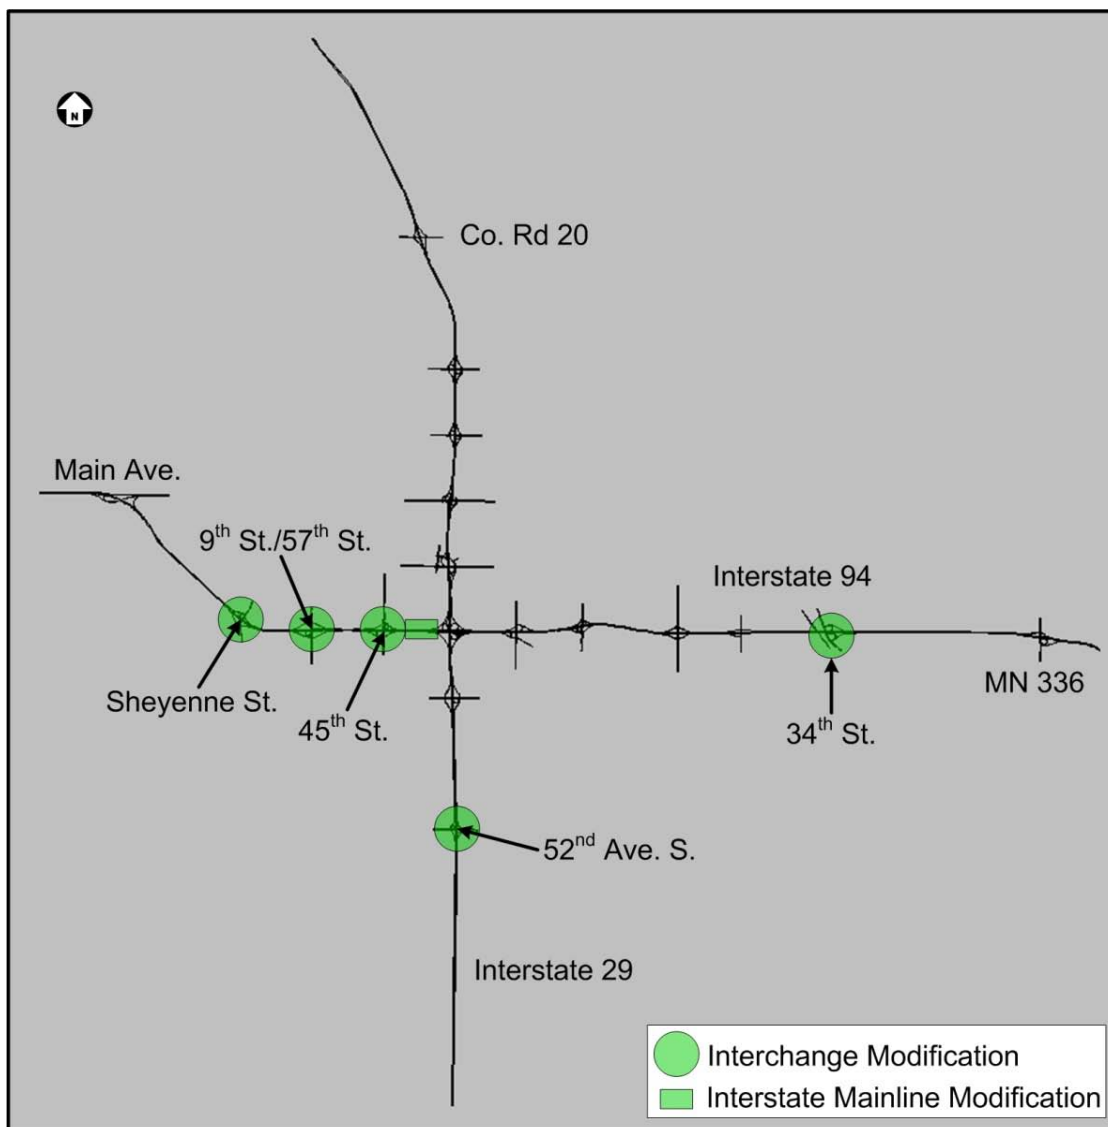 N
Co. Rd 20
Main Ave.
9th St./57th St.
Interstate 94
Sheyenne St.
45th St.
MN 336
34th St.
52nd Ave. S.
Interstate 29
Interchange Modification
Interstate Mainline Modification